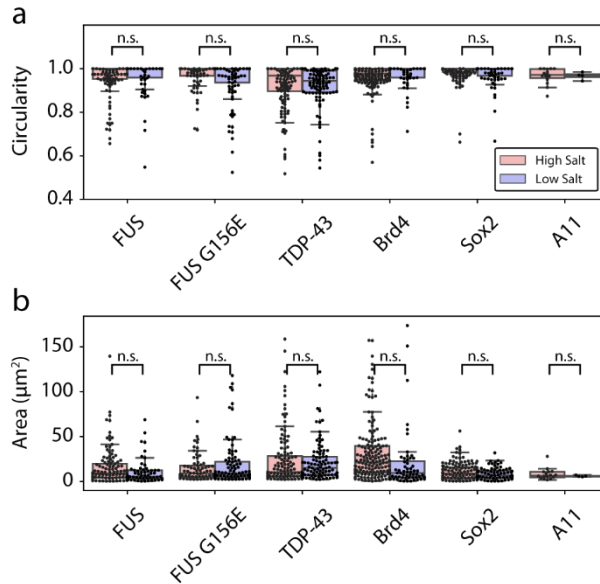 a
n.s. n.s. n.s. n.s. n.s. n.s.
Circularity
1.0
0.8
0.6
0.4
High Salt
Low Salt
FUS FUS G156E TDP-43 Brd4 Sox2 A11
b
n.s. n.s. n.s. n.s. n.s. n.s.
Area (μm²)
150
100
50
0
FUS FUS G156E TDP-43 Brd4 Sox2 A11